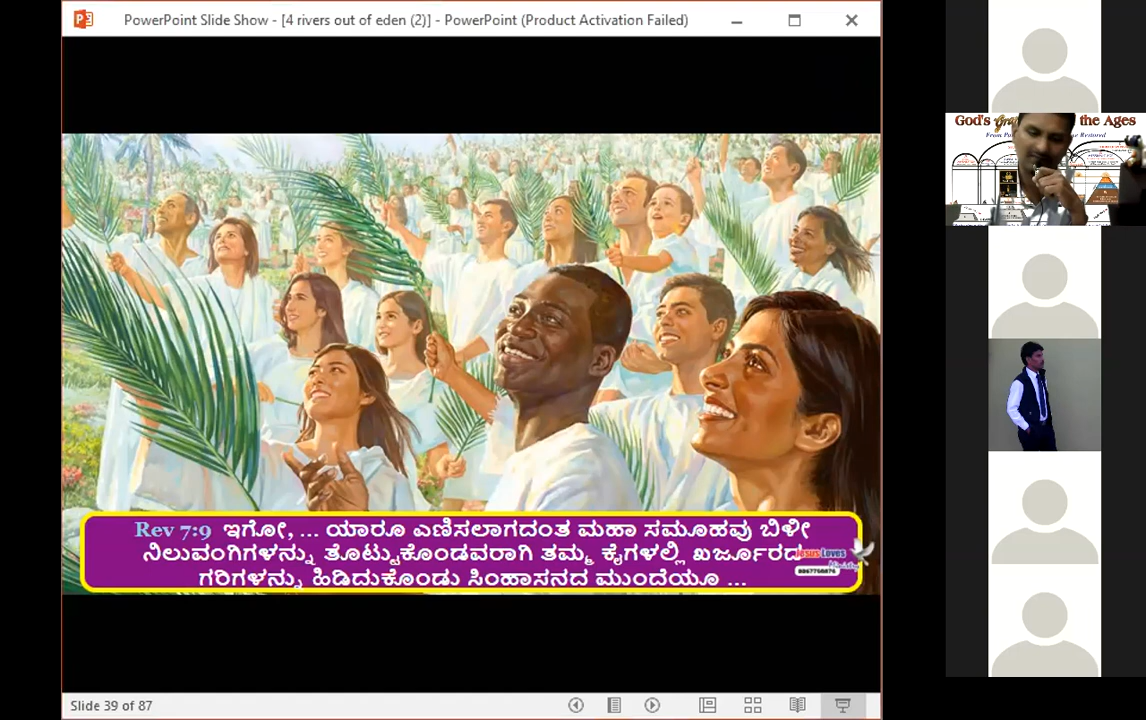 PowerPoint Slide Show - [4 rivers out of eden (2)] - PowerPoint (Product Activation Failed)
God's the Ages
Rev 7:9 ಇಗೋ, ... ಯಾರೂ ಎಣಿಸಲಾಗದಂತ ಮಹಾ ಸಮೂಹವು ಬಿಳೀ
ನಿಲುವಂಗಿಗಳನ್ನು ತೊಟ್ಟುಕೊಂಡವರಾಗಿ ತಮ್ಮ ಕೈಗಳಲ್ಲಿ ಖರ್ಜೂರದ
ಗರಿಗಳನ್ನು ಹಿಡಿದುಕೊಂಡು ಸಿಂಹಾಸನದ ಮುಂದೆಯೂ ...
Jesus Loves
Ministry
Slide 39 of 87